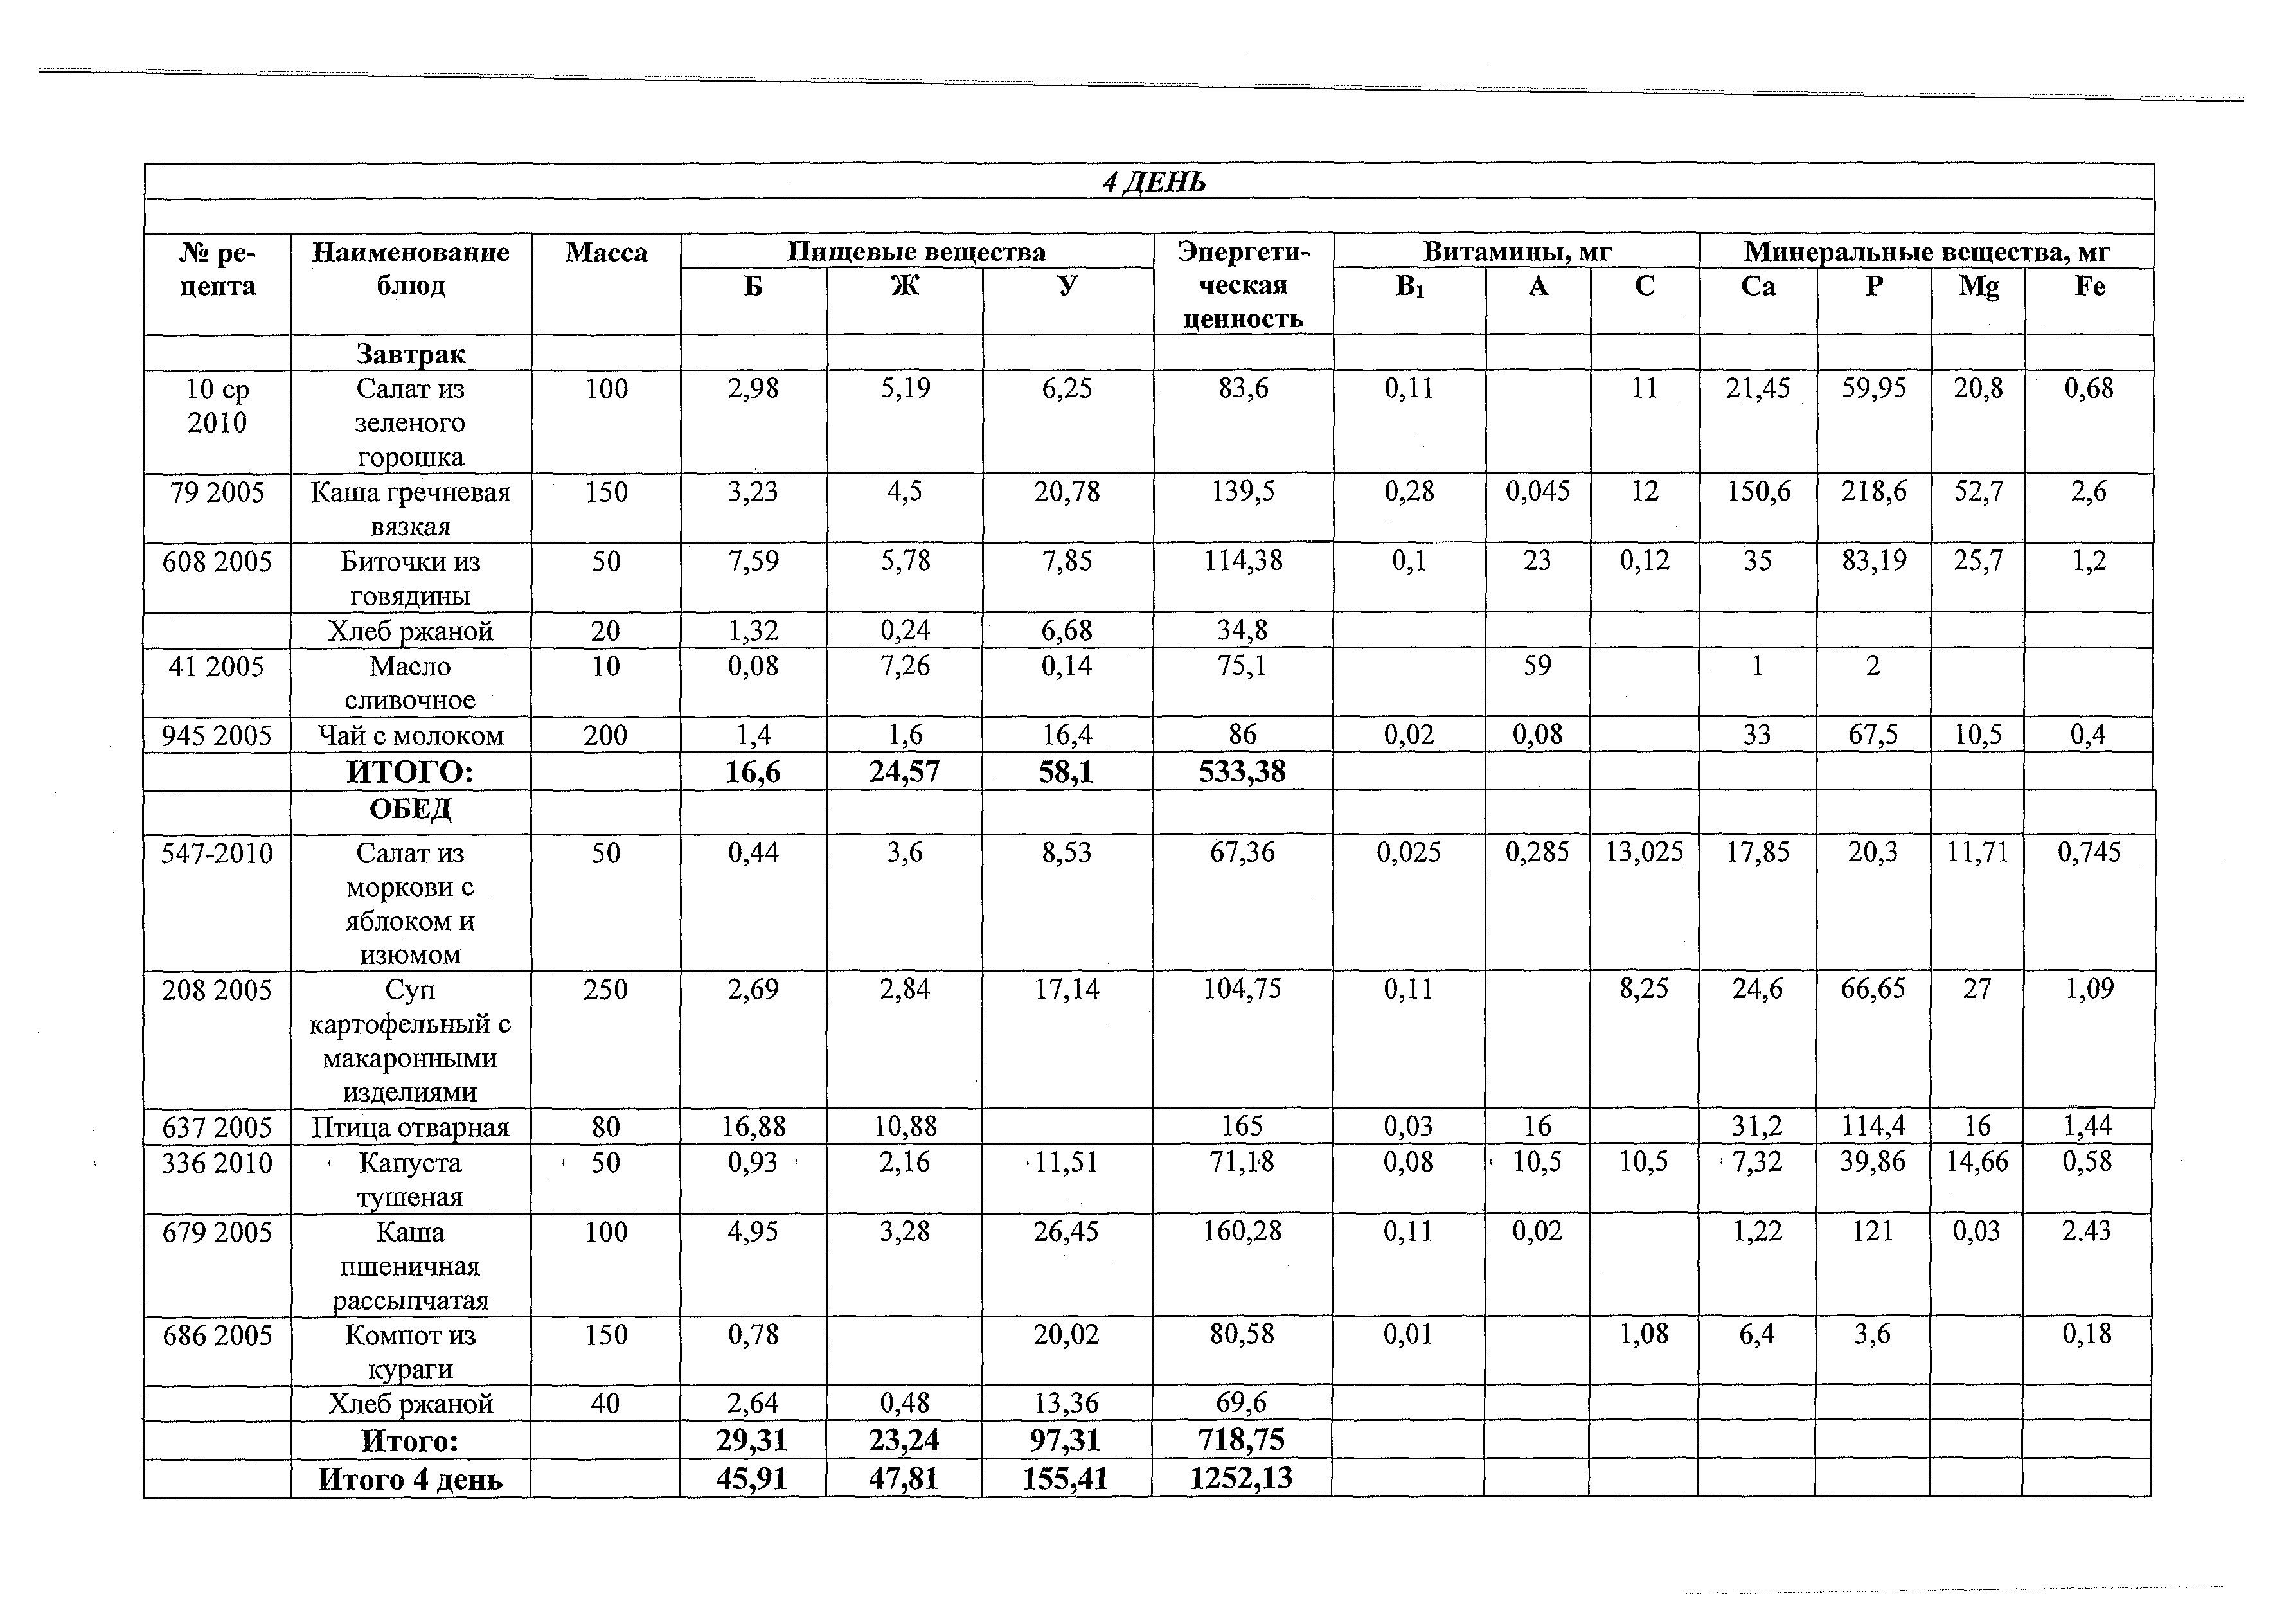 4 ДЕНЬ
№ ре- Наименование Масса Пищевые вещества Энергети- Витамины, мг Минеральные вещества, мг
цепта блюд Б Ж У ческая B1 А С Ca P Mg Fe
ценность
Завтрак
10 ср Салат из 100 2,98 5,19 6,25 83,6 0,11 11 21,45 59,95 20,8 0,68
2010 зеленого
горошка
79 2005 Каша гречневая 150 3,23 4,5 20,78 139,5 0,28 0,045 12 150,6 218,6 52,7 2,6
вязкая
608 2005 Биточки из 50 7,59 5,78 7,85 114,38 0,1 23 0,12 35 83,19 25,7 1,2
говядины
Хлеб ржаной 20 1,32 0,24 6,68 34,8
41 2005 Масло 10 0,08 7,26 0,14 75,1 59 1 2
сливочное
945 2005 Чай с молоком 200 1,4 1,6 16,4 86 0,02 0,08 33 67,5 10,5 0,4
ИТОГО: 16,6 24,57 58,1 533,38
ОБЕД
547-2010 Салат из 50 0,44 3,6 8,53 67,36 0,025 0,285 13,025 17,85 20,3 11,71 0,745
моркови с
яблоком и
изюмом
208 2005 Суп 250 2,69 2,84 17,14 104,75 0,11 8,25 24,6 66,65 27 1,09
картофельный с
макаронными
изделиями
637 2005 Птица отварная 80 16,88 10,88 165 0,03 16 31,2 114,4 16 1,44
336 2010 Капуста 50 0,93 2,16 11,51 71,18 0,08 10,5 10,5 7,32 39,86 14,66 0,58
тушеная
679 2005 Каша 100 4,95 3,28 26,45 160,28 0,11 0,02 1,22 121 0,03 2.43
пшеничная
рассыпчатая
686 2005 Компот из 150 0,78 20,02 80,58 0,01 1,08 6,4 3,6 0,18
кураги
Хлеб ржаной 40 2,64 0,48 13,36 69,6
Итого: 29,31 23,24 97,31 718,75
Итого 4 день 45,91 47,81 155,41 1252,13